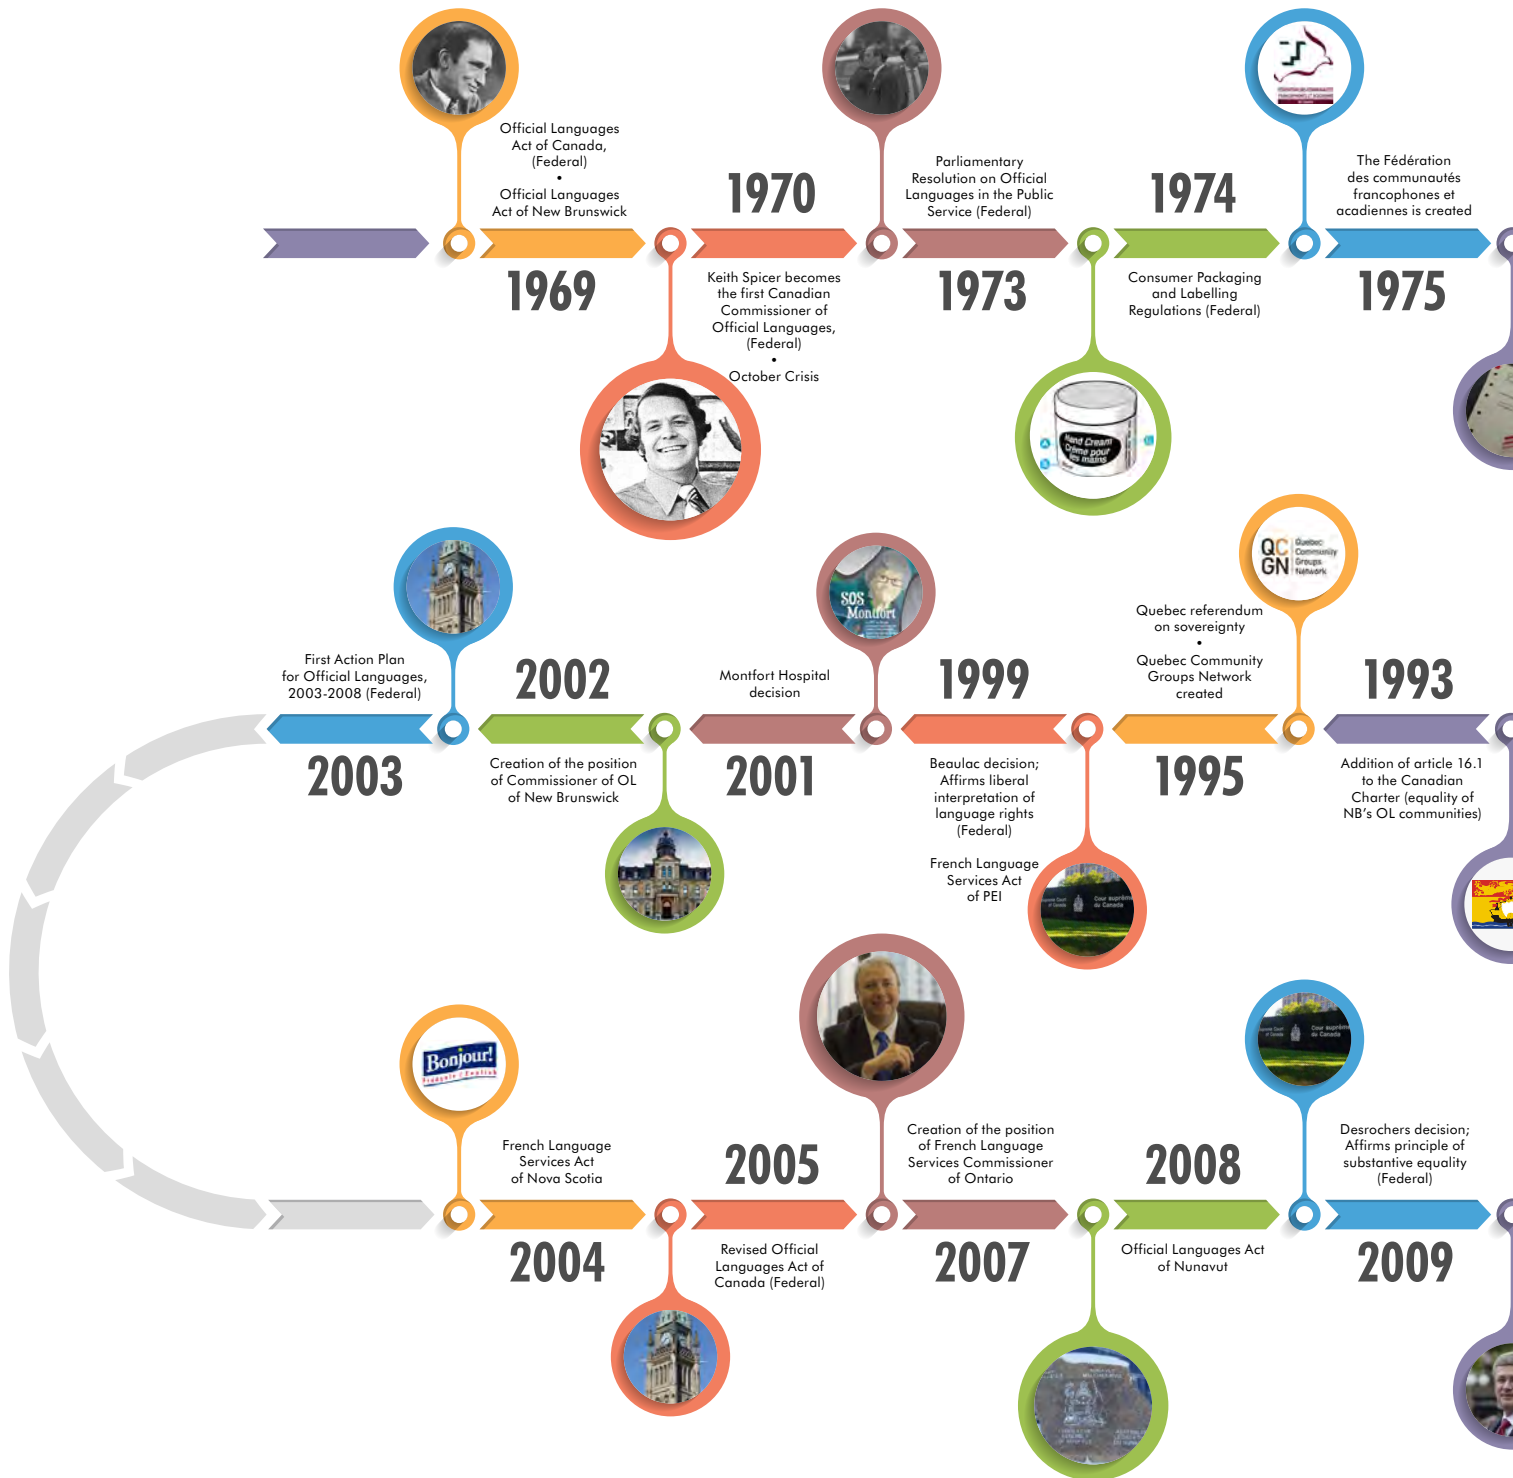 Official Languages
Act of Canada,
(Federal)
•
Official Languages
Act of New Brunswick
1969
1970
Keith Spicer becomes
the first Canadian
Commissioner of
Official Languages,
(Federal)
•
October Crisis
Parliamentary
Resolution on Official
Languages in the Public
Service (Federal)
1973
1974
Consumer Packaging
and Labelling
Regulations (Federal)
Hand Cream
Crème pour
les mains
The Fédération
des communautés
francophones et
acadiennes is created
1975
First Action Plan
for Official Languages,
2003-2008 (Federal)
2003
2002
Creation of the position
of Commissioner of OL
of New Brunswick
SOS
Montfort
Montfort Hospital
decision
2001
1999
Beaulac decision;
Affirms liberal
interpretation of
language rights
(Federal)
French Language
Services Act
of PEI
Cour suprême
du Canada
QC
GN
Quebec
Community
Groups
Network
Quebec referendum
on sovereignty
•
Quebec Community
Groups Network
created
1995
1993
Addition of article 16.1
to the Canadian
Charter (equality of
NB's OL communities)
Bonjour!
French Language
Services Act
of Nova Scotia
2004
2005
Revised Official
Languages Act of
Canada (Federal)
Creation of the position
of French Language
Services Commissioner
of Ontario
2007
2008
Official Languages Act
of Nunavut
Cour suprême
du Canada
Desrochers decision;
Affirms principle of
substantive equality
(Federal)
2009